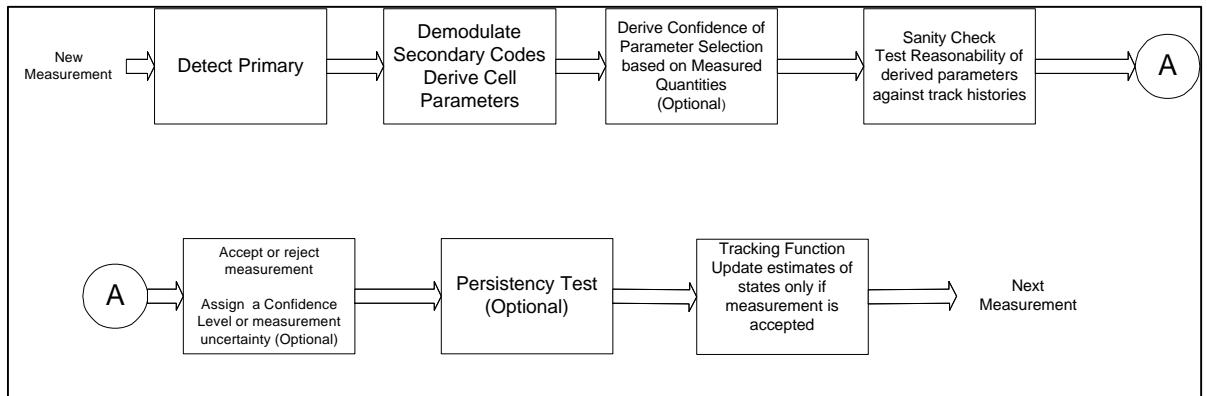 New
Measurement
Detect Primary
Demodulate
Secondary Codes
Derive Cell
Parameters
Derive Confidence of
Parameter Selection
based on Measured
Quantities
(Optional)
Sanity Check
Test Reasonability of
derived parameters
against track histories
A
A
Accept or reject
measurement
Assign a Confidence
Level or measurement
uncertainty (Optional)
Persistency Test
(Optional)
Tracking Function
Update estimates of
states only if
measurement is
accepted
Next
Measurement